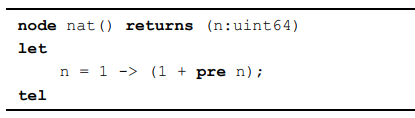 node nat() returns (n:uint64)
let
n = 1 -> (1 + pre n);
tel